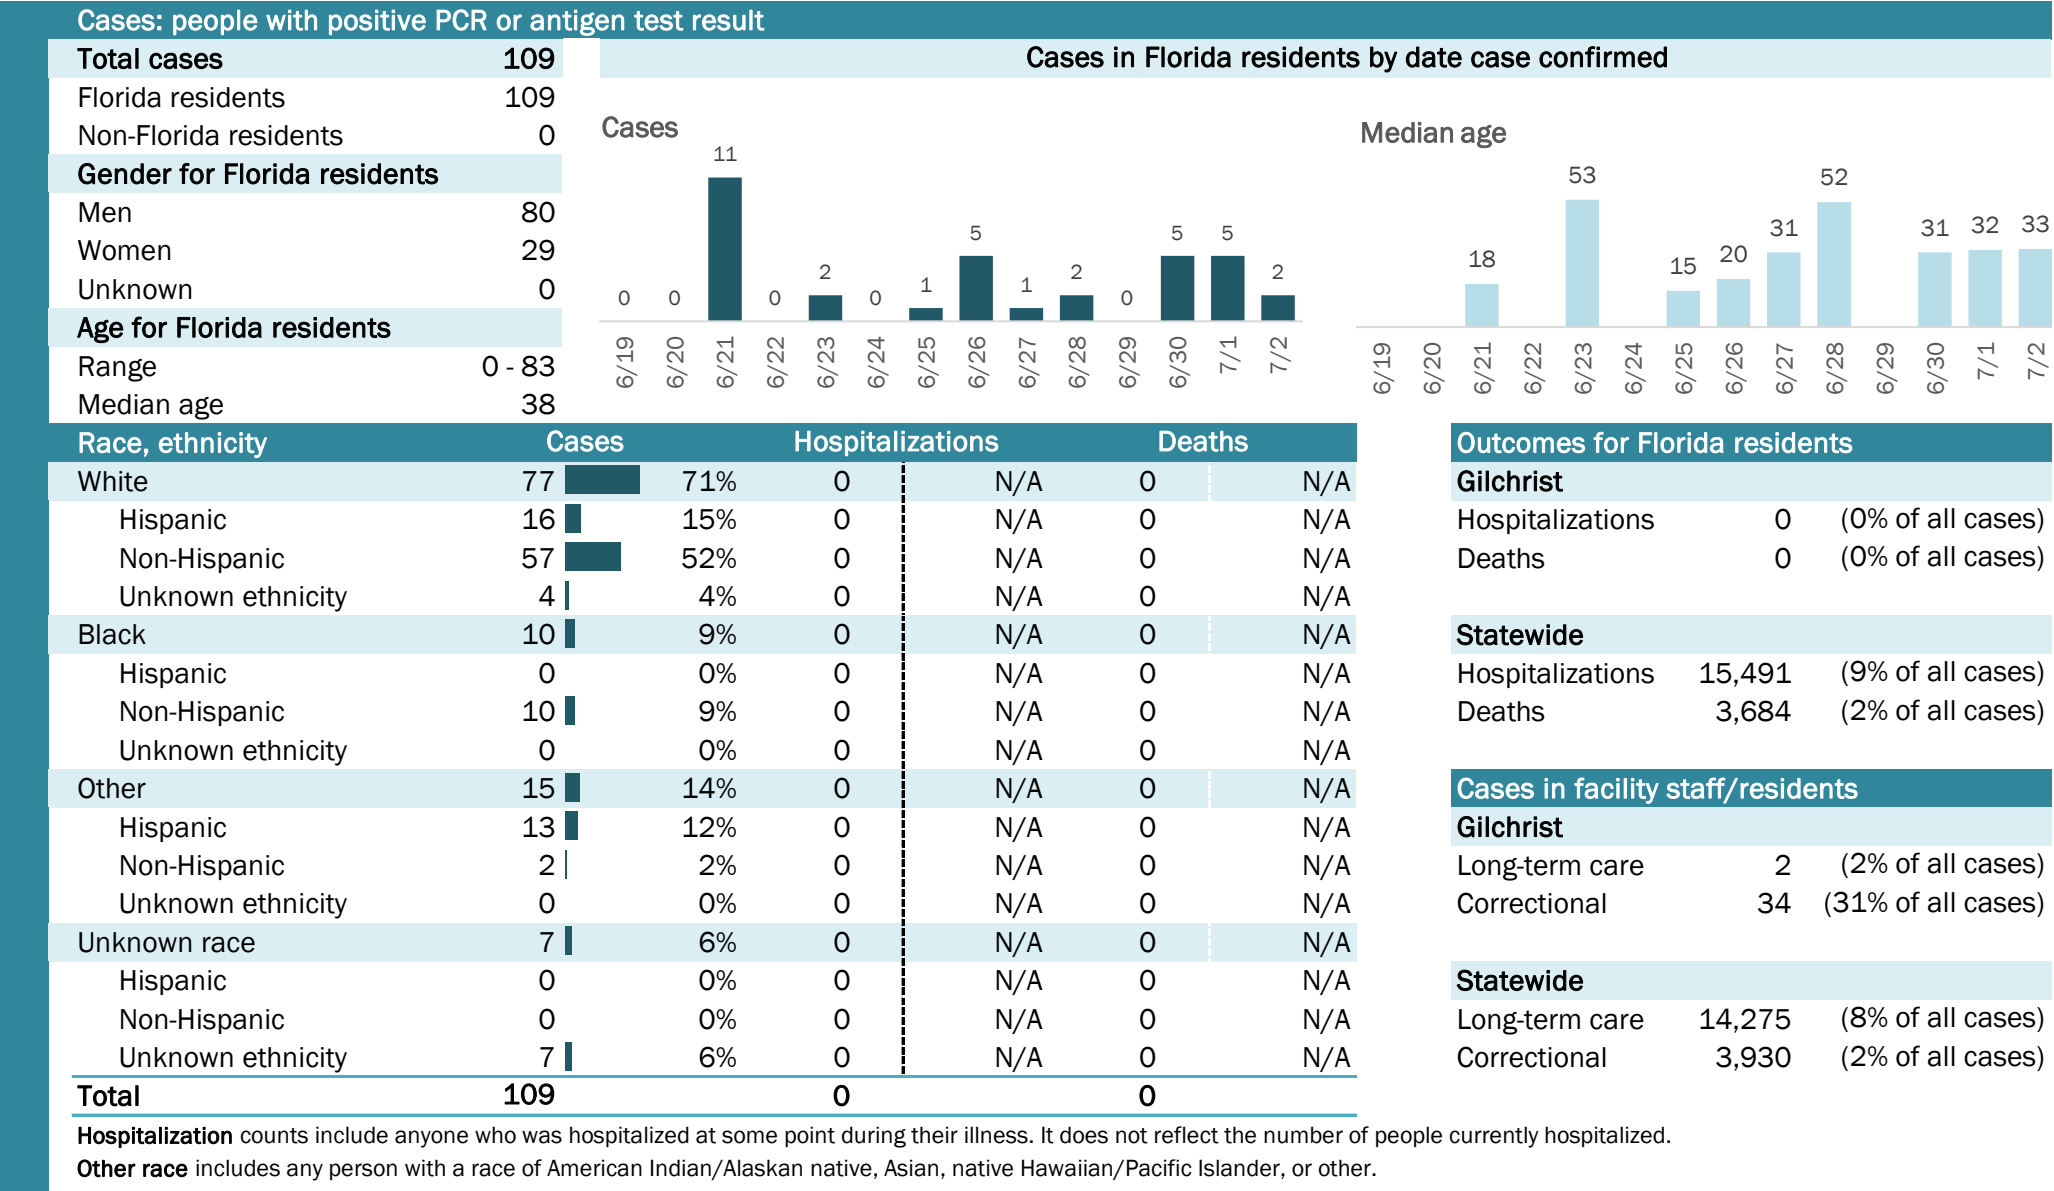 Cases: people with positive PCR or antigen test result
Total cases 109
Florida residents 109
Non-Florida residents 0
Gender for Florida residents
Men 80
Women 29
Unknown 0
Age for Florida residents
Range 0 - 83
Median age 38
Cases in Florida residents by date case confirmed
Cases
11
5 5 5
2 2 2
1 1
0 0 0 0 0
6/19 6/20 6/21 6/22 6/23 6/24 6/25 6/26 6/27 6/28 6/29 6/30 7/1 7/2
Median age
53 52
31 31 32 33
18 15 20
6/19 6/20 6/21 6/22 6/23 6/24 6/25 6/26 6/27 6/28 6/29 6/30 7/1 7/2
Race, ethnicity Cases Hospitalizations Deaths
White 77 71% 0 N/A 0 N/A
Hispanic 16 15% 0 N/A 0 N/A
Non-Hispanic 57 52% 0 N/A 0 N/A
Unknown ethnicity 4 4% 0 N/A 0 N/A
Black 10 9% 0 N/A 0 N/A
Hispanic 0 0% 0 N/A 0 N/A
Non-Hispanic 10 9% 0 N/A 0 N/A
Unknown ethnicity 0 0% 0 N/A 0 N/A
Other 15 14% 0 N/A 0 N/A
Hispanic 13 12% 0 N/A 0 N/A
Non-Hispanic 2 2% 0 N/A 0 N/A
Unknown ethnicity 0 0% 0 N/A 0 N/A
Unknown race 7 6% 0 N/A 0 N/A
Hispanic 0 0% 0 N/A 0 N/A
Non-Hispanic 0 0% 0 N/A 0 N/A
Unknown ethnicity 7 6% 0 N/A 0 N/A
Total 109 0 0
Outcomes for Florida residents
Gilchrist
Hospitalizations 0 (0% of all cases)
Deaths 0 (0% of all cases)
Statewide
Hospitalizations 15,491 (9% of all cases)
Deaths 3,684 (2% of all cases)
Cases in facility staff/residents
Gilchrist
Long-term care 2 (2% of all cases)
Correctional 34 (31% of all cases)
Statewide
Long-term care 14,275 (8% of all cases)
Correctional 3,930 (2% of all cases)
Hospitalization counts include anyone who was hospitalized at some point during their illness. It does not reflect the number of people currently hospitalized.
Other race includes any person with a race of American Indian/Alaskan native, Asian, native Hawaiian/Pacific Islander, or other.